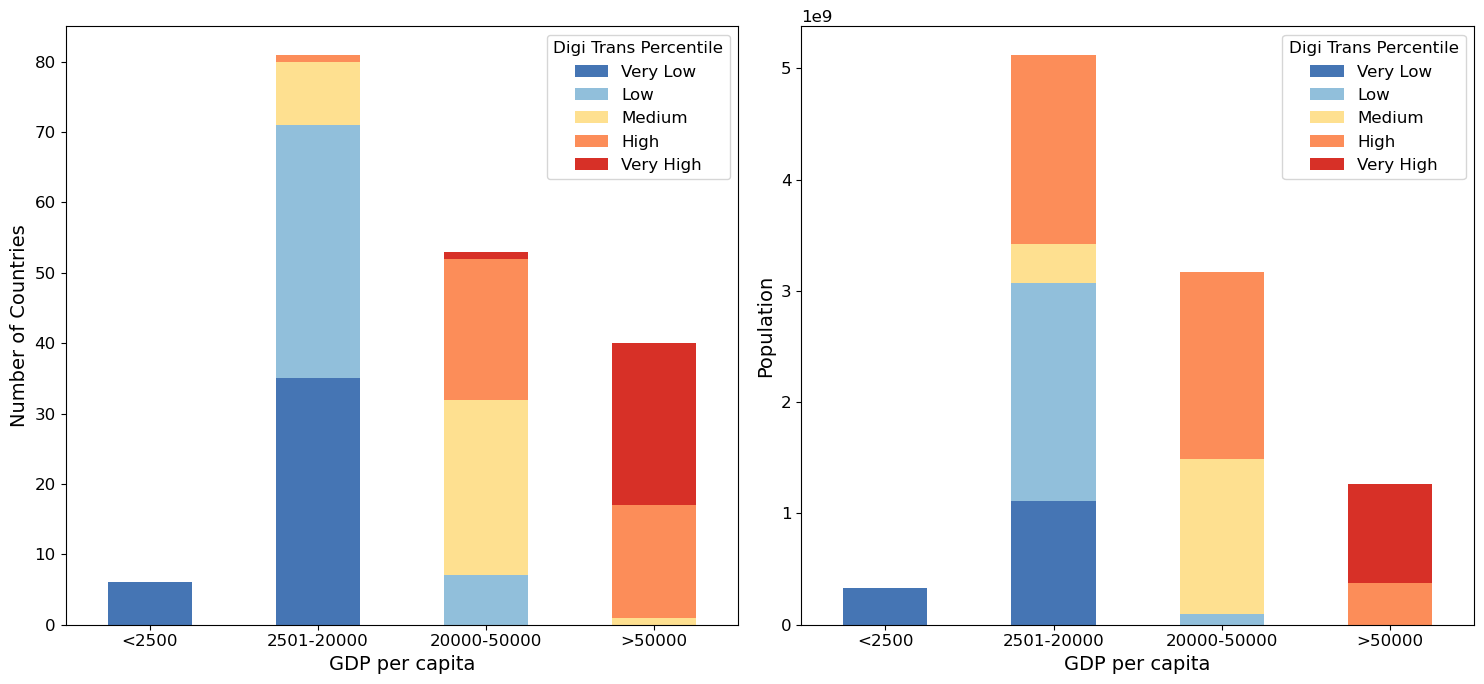 Number of Countries
80
70
60
50
40
30
20
10
0
<2500
2501-20000
20000-50000
>50000
GDP per capita
Digi Trans Percentile
Very Low
Low
Medium
High
Very High
1e9
Population
5
4
3
2
1
0
<2500
2501-20000
20000-50000
>50000
GDP per capita
Digi Trans Percentile
Very Low
Low
Medium
High
Very High